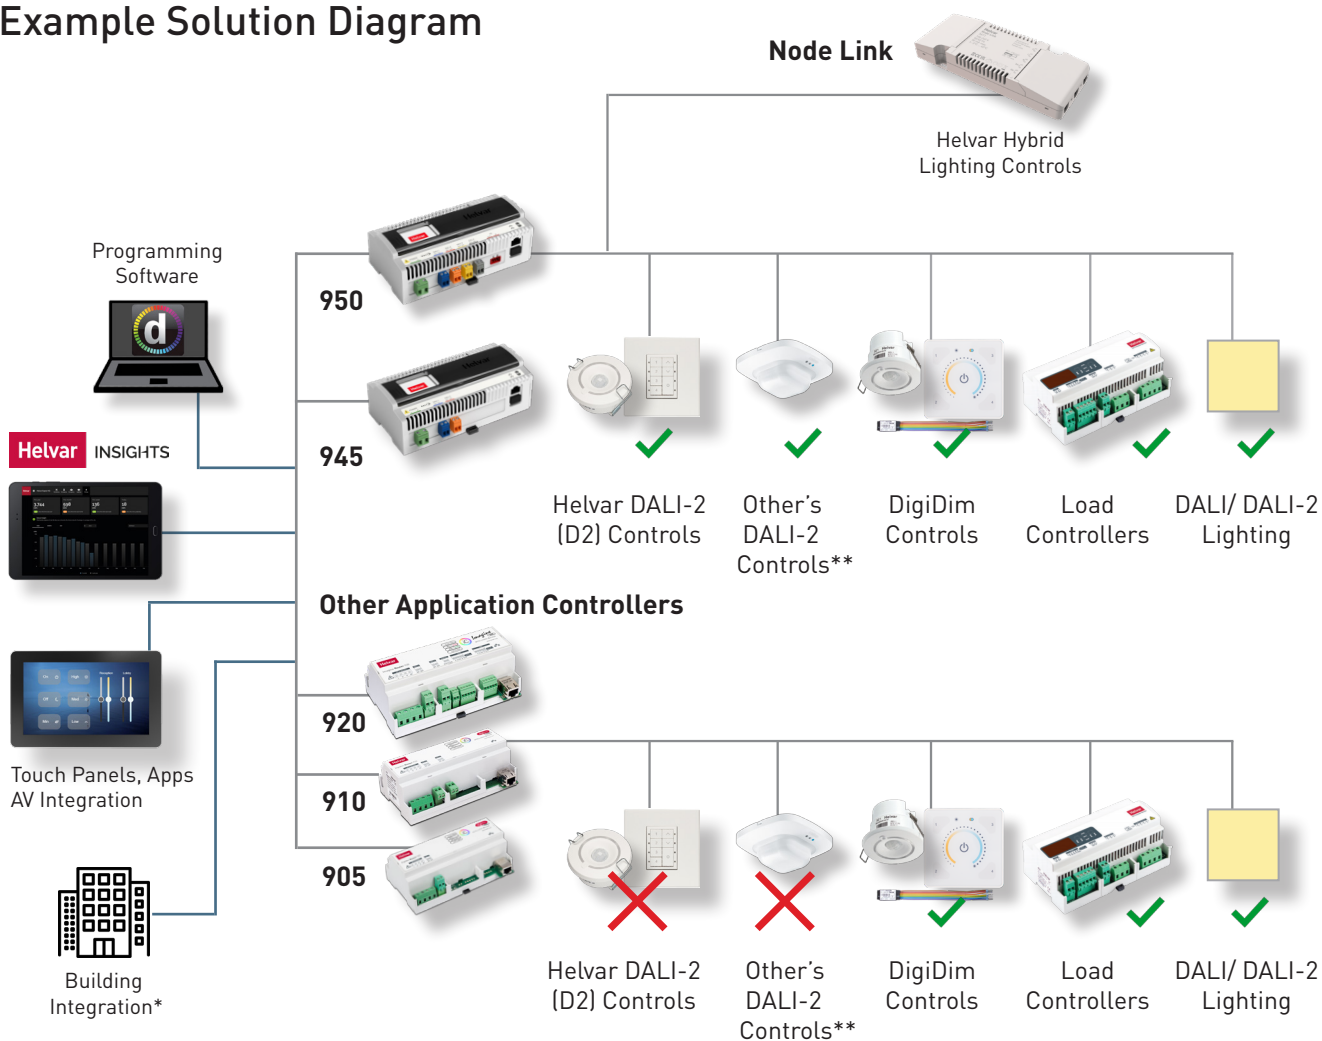 Example Solution Diagram
Node Link
Helvar Hybrid
Lighting Controls
Programming
Software
d
950
945
Helvar INSIGHTS
Helvar DALI-2
(D2) Controls
Other's
DALI-2
Controls**
DigiDim
Controls
Load
Controllers
DALI/ DALI-2
Lighting
Other Application Controllers
920
910
905
Touch Panels, Apps
AV Integration
Building
Integration*
Helvar DALI-2
(D2) Controls
Other's
DALI-2
Controls**
DigiDim
Controls
Load
Controllers
DALI/ DALI-2
Lighting